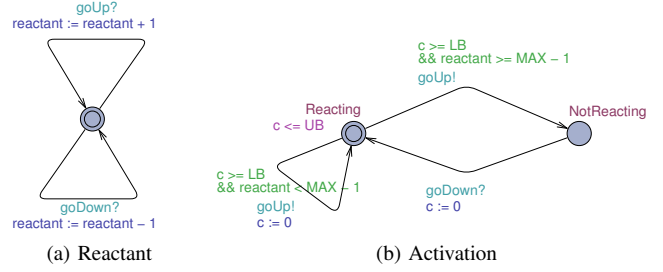 goUp?
reactant := reactant + 1
goDown?
reactant := reactant − 1
(a) Reactant
c >= LB
&& reactant >= MAX − 1
goUp!
Reacting
c <= UB
NotReacting
c >= LB
&& reactant < MAX − 1
goUp!
c := 0
goDown?
c := 0
(b) Activation